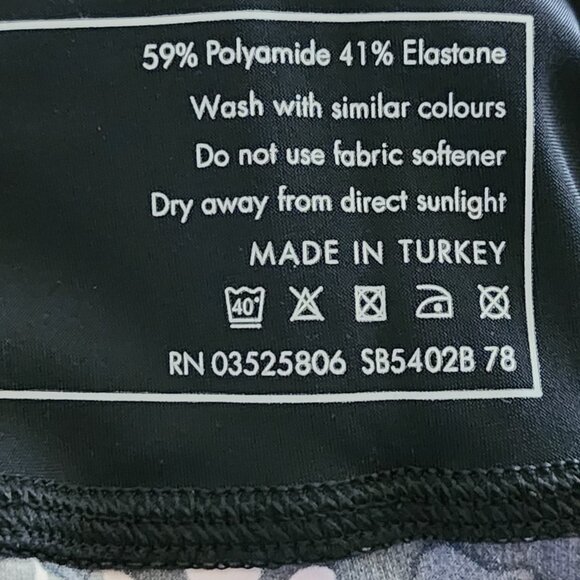 59% Polyamide 41% Elastane
Wash with similar colours
Do not use fabric softener
Dry away from direct sunlight
MADE IN TURKEY
40°
RN 03525806 SB5402B 78